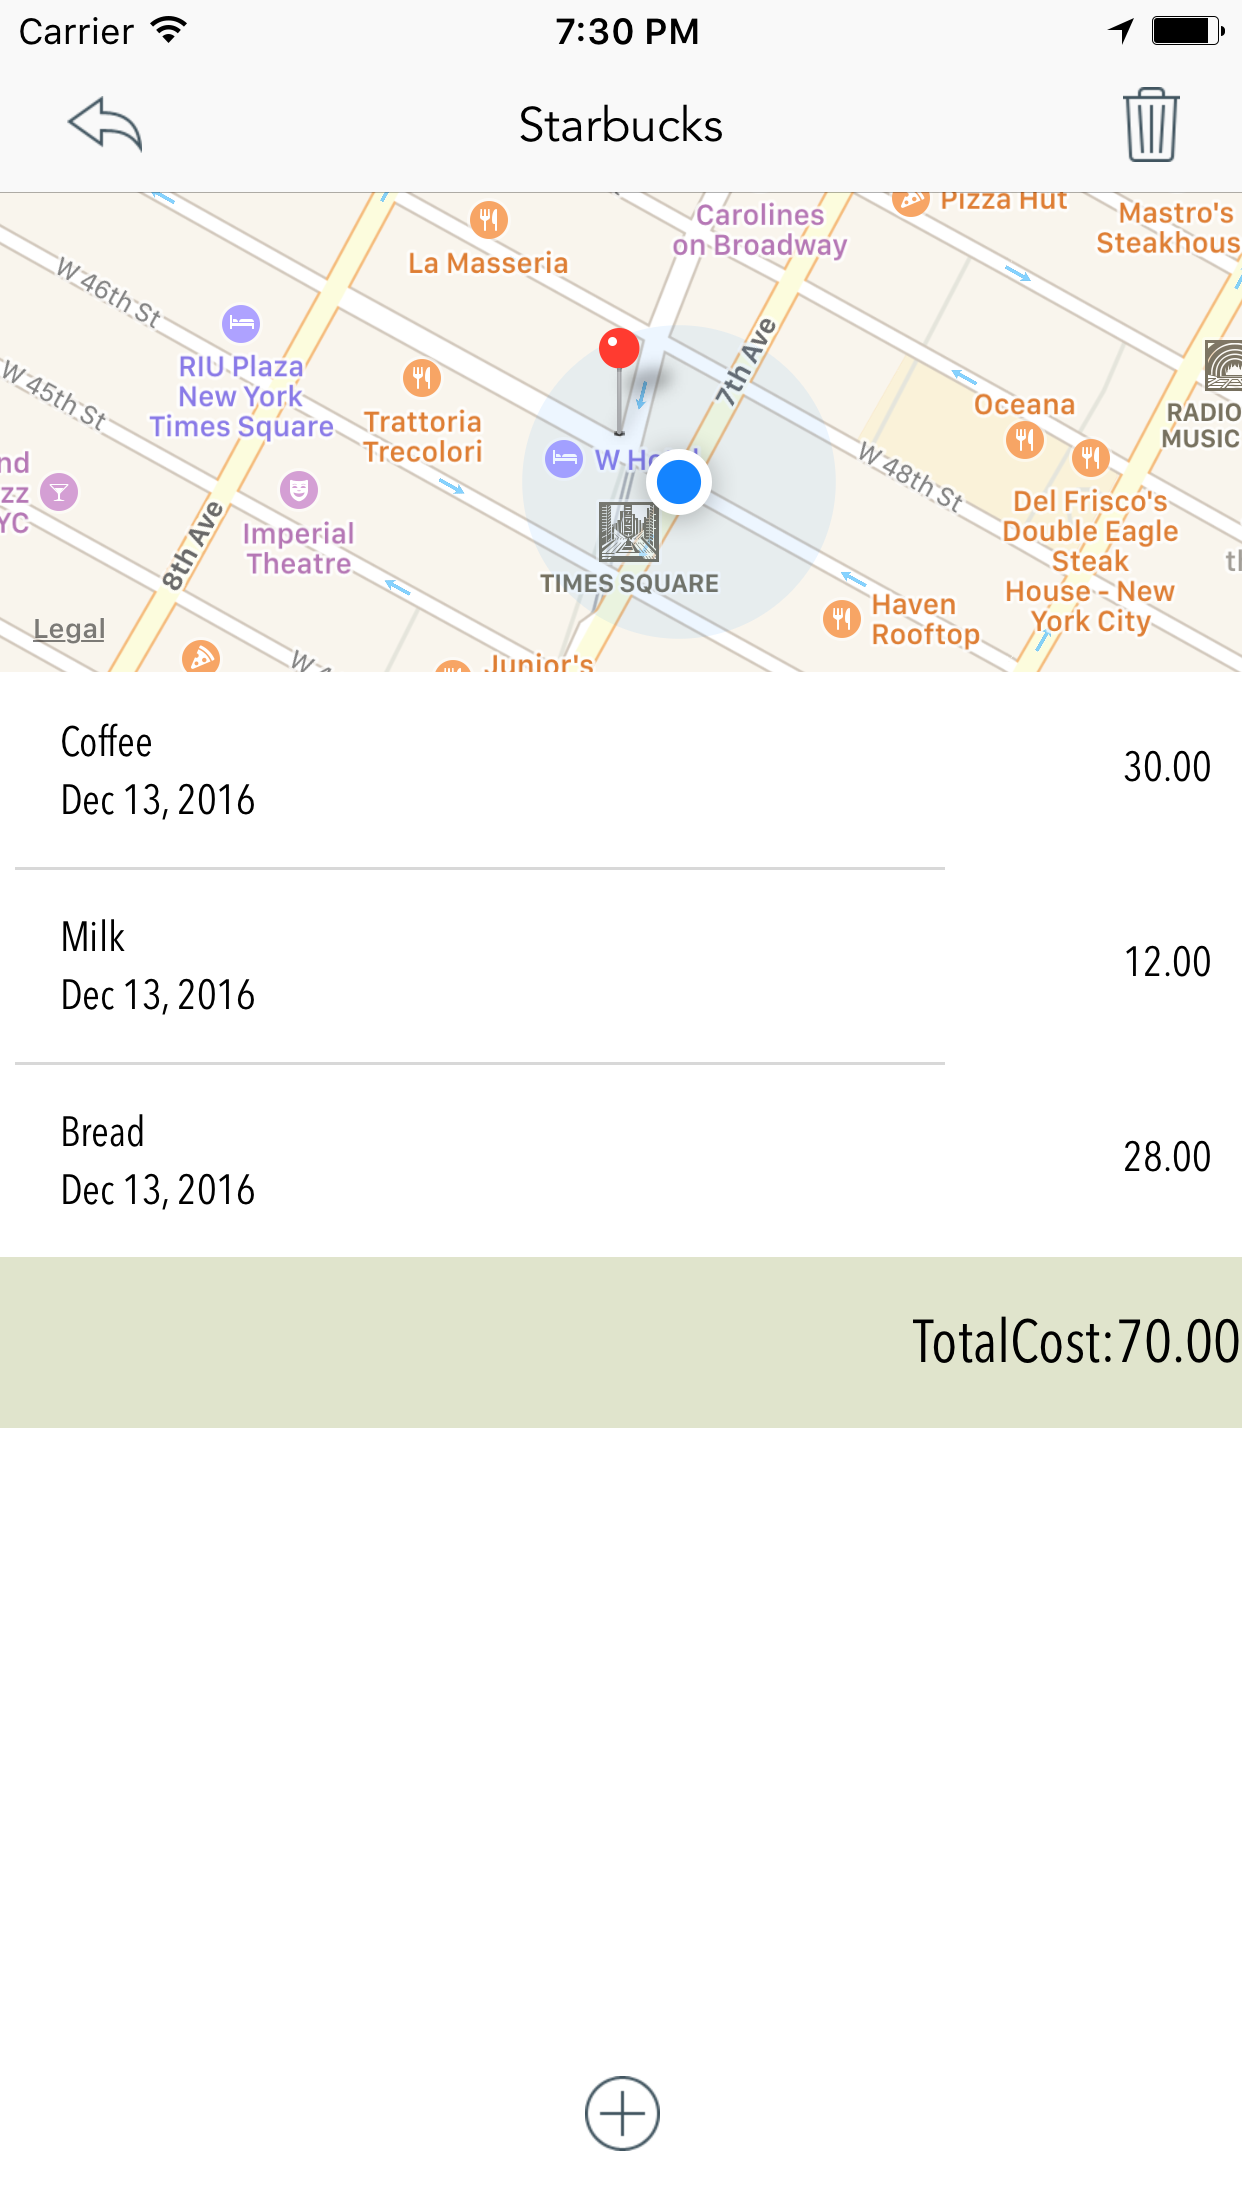 Carrier
7:30 PM
Starbucks
Pizza Hut
Carolines
on Broadway
Mastro's
Steakhous
La Masseria
W 46th St
RIU Plaza
New York
Times Square
7th Ave
W 45th St
Trattoria
Trecolori
Oceana
RADIO
MUSIC
nd
zz
YC
W Ho
W 48th St
8th Ave
Imperial
Theatre
Del Frisco's
Double Eagle
Steak
House - New
York City
TIMES SQUARE
Haven
Rooftop
Legal
Junior's
Coffee
Dec 13, 2016
30.00
Milk
Dec 13, 2016
12.00
Bread
Dec 13, 2016
28.00
TotalCost:70.00